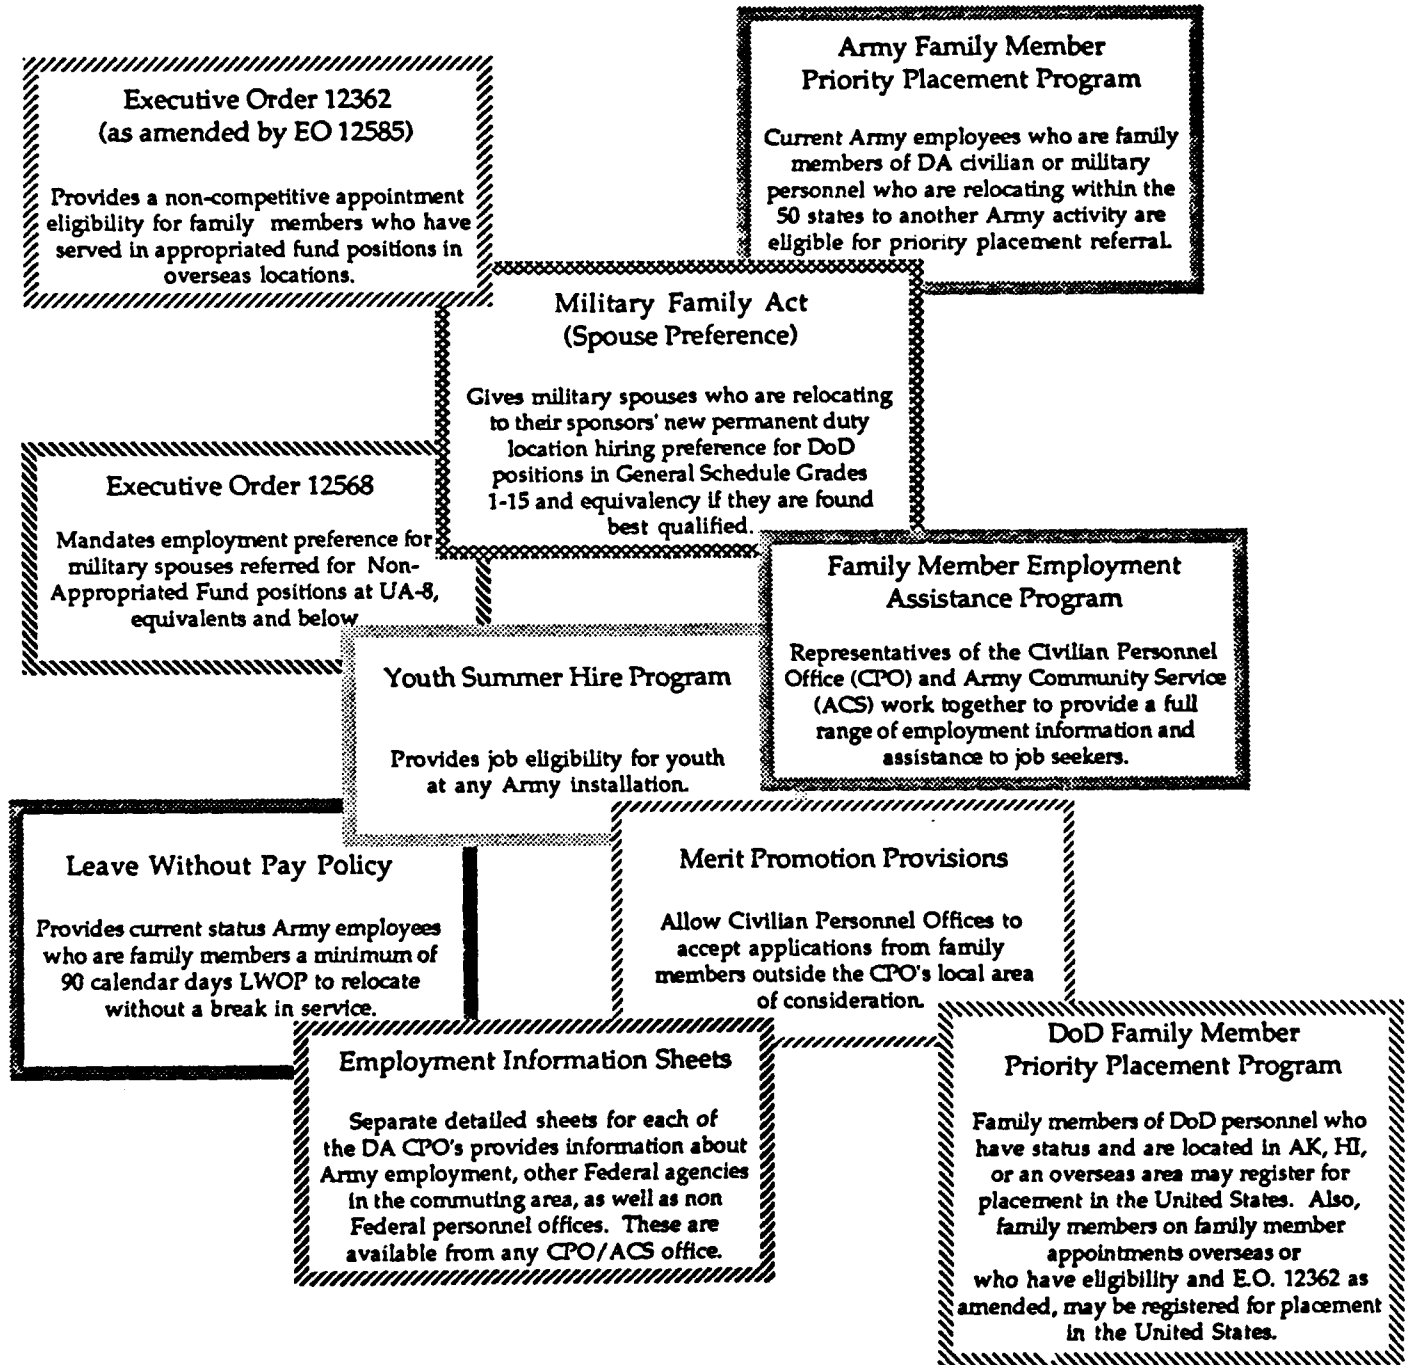 Army Family Member
Priority Placement Program
Current Army employees who are family
members of DA civilian or military
personnel who are relocating within the
50 states to another Army activity are
eligible for priority placement referral.
Executive Order 12362
(as amended by EO 12585)
Provides a non-competitive appointment
eligibility for family members who have
served in appropriated fund positions in
overseas locations.
Military Family Act
(Spouse Preference)
Gives military spouses who are relocating
to their sponsors' new permanent duty
location hiring preference for DoD
positions in General Schedule Grades
1-15 and equivalency if they are found
best qualified.
Executive Order 12568
Mandates employment preference for
military spouses referred for Non-
Appropriated Fund positions at UA-8,
equivalents and below
Family Member Employment
Assistance Program
Representatives of the Civilian Personnel
Office (CPO) and Army Community Service
(ACS) work together to provide a full
range of employment information and
assistance to job seekers.
Youth Summer Hire Program
Provides job eligibility for youth
at any Army installation.
Leave Without Pay Policy
Provides current status Army employees
who are family members a minimum of
90 calendar days LWOP to relocate
without a break in service.
Merit Promotion Provisions
Allow Civilian Personnel Offices to
accept applications from family
members outside the CPO's local area
of consideration.
Employment Information Sheets
Separate detailed sheets for each of
the DA CPO's provides information about
Army employment, other Federal agencies
in the commuting area, as well as non
Federal personnel offices. These are
available from any CPO/ACS office.
DoD Family Member
Priority Placement Program
Family members of DoD personnel who
have status and are located in AK, HI,
or an overseas area may register for
placement in the United States. Also,
family members on family member
appointments overseas or
who have eligibility and E.O. 12362 as
amended, may be registered for placement
in the United States.